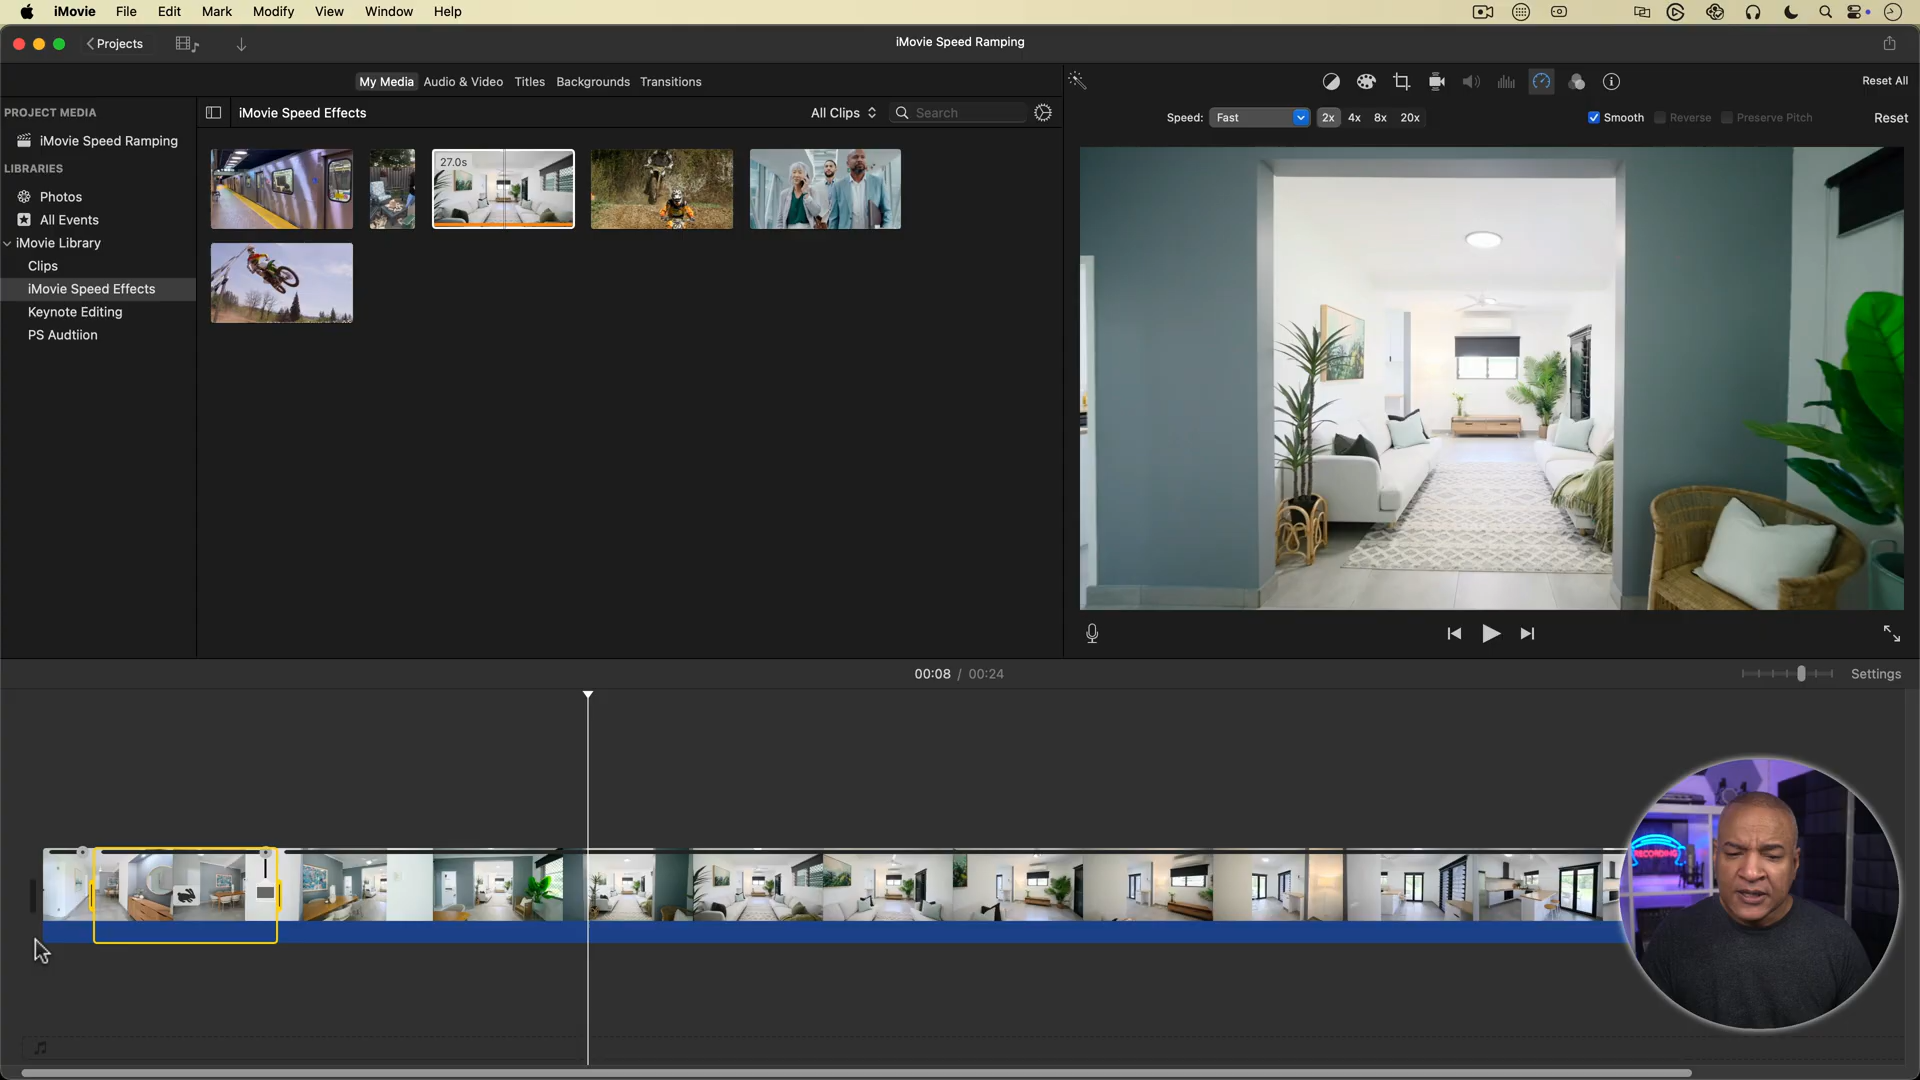 iMovie File Edit Mark Modify View Window Help
Projects
iMovie Speed Ramping
My Media Audio & Video Titles Backgrounds Transitions
Reset All
PROJECT MEDIA
iMovie Speed Ramping
LIBRARIES
Photos
All Events
iMovie Library
Clips
iMovie Speed Effects
Keynote Editing
PS Audtiion
iMovie Speed Effects
All Clips
Search
27.0s
Speed: Fast 2x 4x 8x 20x
Smooth Reverse Preserve Pitch Reset
00:08 / 00:24
Settings
RECORDING